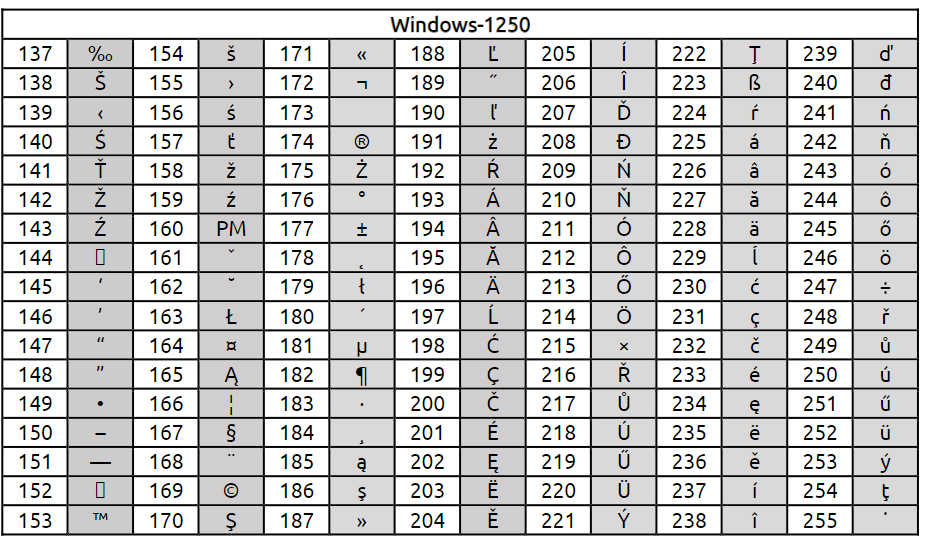 Windows-1250
137 ‰ 154 š 171 « 188 Ľ 205 Í 222 Ţ 239 ď
138 Š 155 › 172 ¬ 189 ˝ 206 Î 223 ß 240 đ
139 ‹ 156 ś 173 190 ľ 207 Ď 224 ŕ 241 ń
140 Ś 157 ť 174 ® 191 ż 208 Đ 225 á 242 ň
141 Ť 158 ž 175 Ż 192 Ŕ 209 Ń 226 â 243 ó
142 Ž 159 ź 176 ° 193 Á 210 Ň 227 ă 244 ô
143 Ź 160 PM 177 ± 194 Â 211 Ó 228 ä 245 ő
144 161 ˇ 178 ˛ 195 Ă 212 Ô 229 ĺ 246 ö
145 ‘ 162 ˘ 179 ł 196 Ä 213 Ő 230 ć 247 ÷
146 ’ 163 Ł 180 ´ 197 Ĺ 214 Ö 231 ç 248 ř
147 “ 164 ¤ 181 µ 198 Ć 215 × 232 č 249 ů
148 ” 165 Ą 182 ¶ 199 Ç 216 Ř 233 é 250 ú
149 • 166 ¦ 183 · 200 Č 217 Ů 234 ę 251 ű
150 – 167 § 184 ¸ 201 É 218 Ú 235 ë 252 ü
151 — 168 ¨ 185 ą 202 Ę 219 Ű 236 ě 253 ý
152 169 © 186 ş 203 Ë 220 Ü 237 í 254 ţ
153 ™ 170 Ş 187 » 204 Ě 221 Ý 238 î 255 ˙